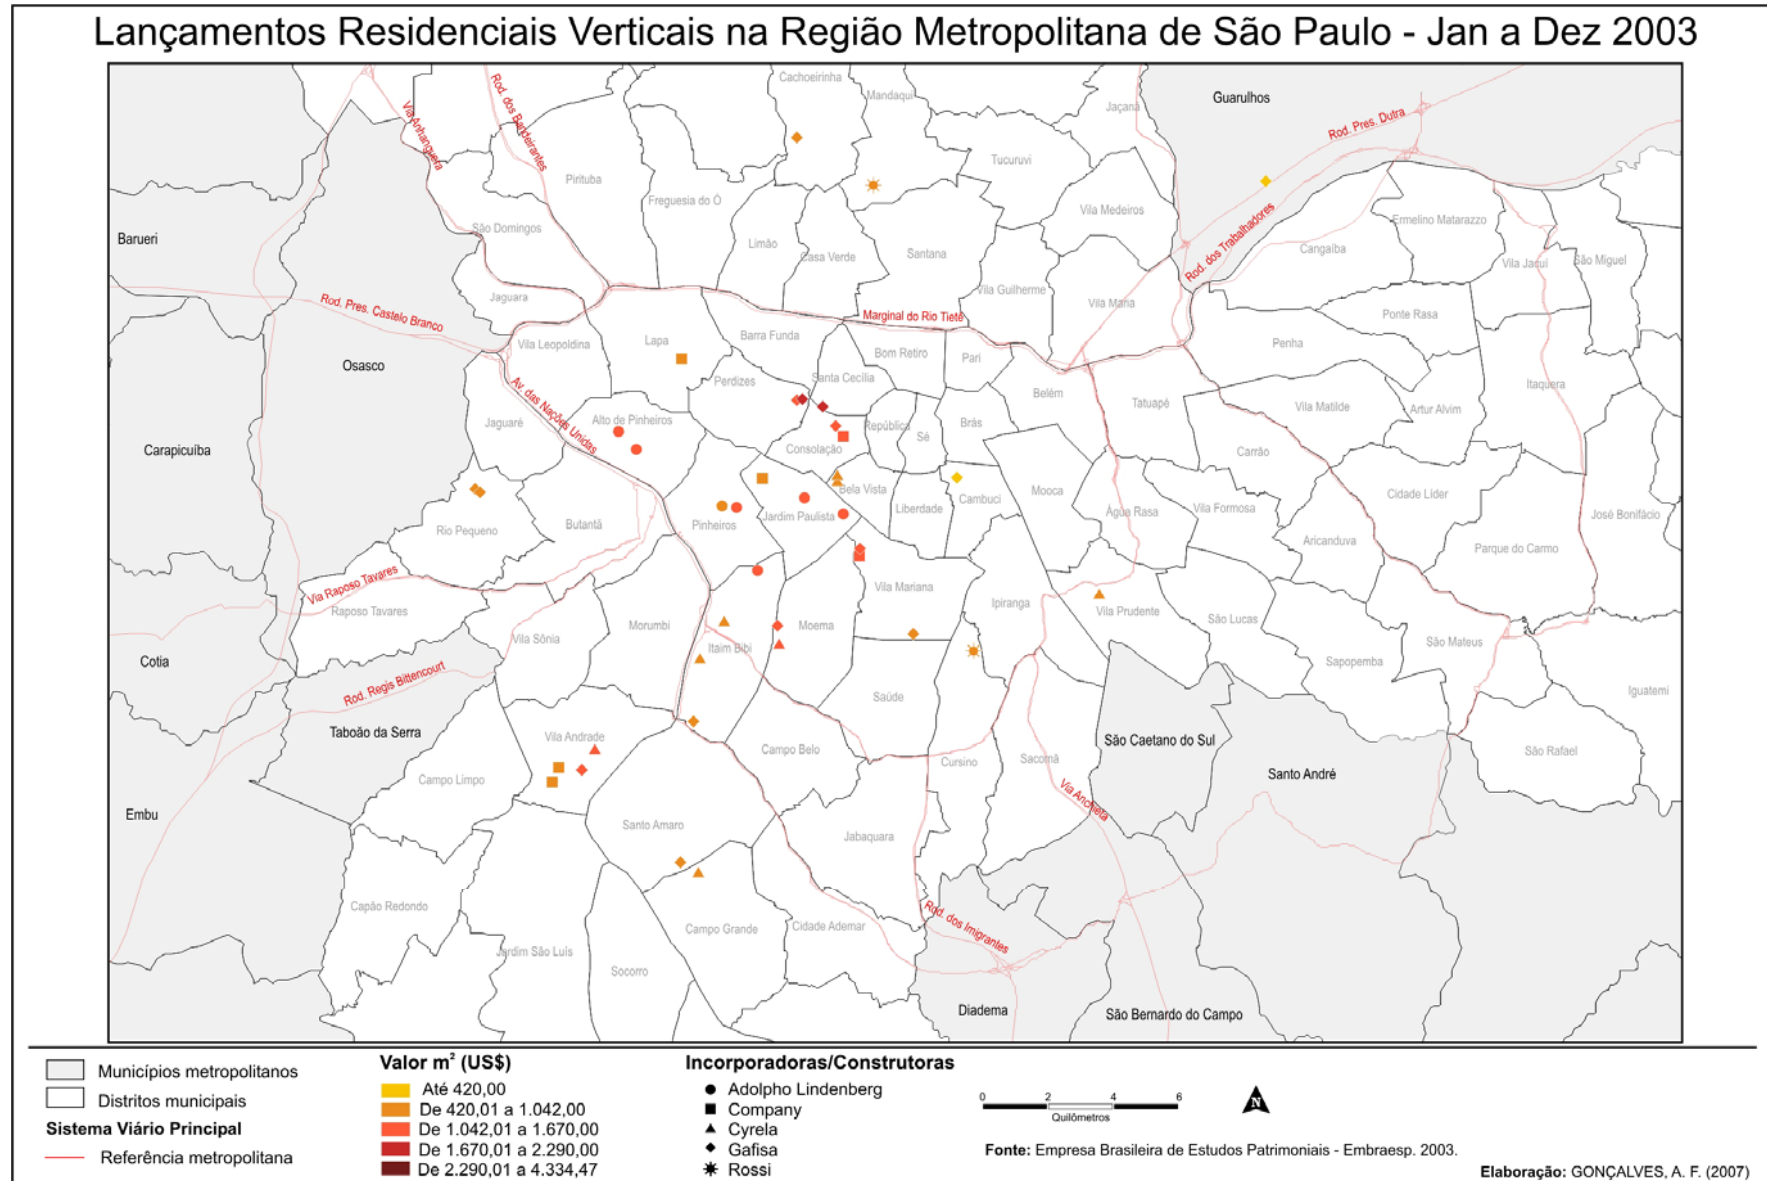 Lançamentos Residenciais Verticais na Região Metropolitana de São Paulo - Jan a Dez 2003
Cachoeirinha
Mandaqui
Jaçanã
Guarulhos
Rod. Pres. Dutra
Via Anhanguera
Rod. dos Bandeirantes
Pirituba
Freguesia do Ó
Tucuruvi
Vila Medeiros
Ermelino Matarazzo
São Domingos
Limão
Casa Verde
Santana
Rod. dos Trabalhadores
Cangaíba
Vila Jacuí
São Miguel
Barueri
Jaguara
Vila Guilherme
Vila Maria
Rod. Pres. Castelo Branco
Marginal do Rio Tietê
Ponte Rasa
Vila Leopoldina
Lapa
Barra Funda
Bom Retiro
Pari
Penha
Osasco
Perdizes
Santa Cecília
Belém
Tatuapé
Itaquera
Av. das Nações Unidas
Vila Matilde
Artur Alvim
Jaguaré
Alto de Pinheiros
República
Sé
Brás
Carapicuíba
Consolação
Carrão
Bela Vista
Cambuci
Mooca
Cidade Líder
Rio Pequeno
Butantã
Pinheiros
Jardim Paulista
Liberdade
Água Rasa
Vila Formosa
José Bonifácio
Aricanduva
Parque do Carmo
Via Raposo Tavares
Raposo Tavares
Vila Mariana
Ipiranga
Vila Prudente
São Lucas
Vila Sônia
Morumbi
Itaim Bibi
Moema
São Mateus
Cotia
Sapopemba
Rod. Regis Bittencourt
Saúde
Iguatemi
Taboão da Serra
Vila Andrade
Campo Belo
São Caetano do Sul
São Rafael
Campo Limpo
Cursino
Sacomã
Santo André
Via Anchieta
Embu
Santo Amaro
Jabaquara
Capão Redondo
Rod. dos Imigrantes
Campo Grande
Cidade Ademar
Jardim São Luís
Socorro
Diadema
São Bernardo do Campo
Municípios metropolitanos
Distritos municipais
Sistema Viário Principal
Referência metropolitana
Valor m² (US$)
Até 420,00
De 420,01 a 1.042,00
De 1.042,01 a 1.670,00
De 1.670,01 a 2.290,00
De 2.290,01 a 4.334,47
Incorporadoras/Construtoras
Adolpho Lindenberg
Company
Cyrela
Gafisa
Rossi
0 2 4 6
Quilômetros
N
Fonte: Empresa Brasileira de Estudos Patrimoniais - Embraesp. 2003.
Elaboração: GONÇALVES, A. F. (2007)